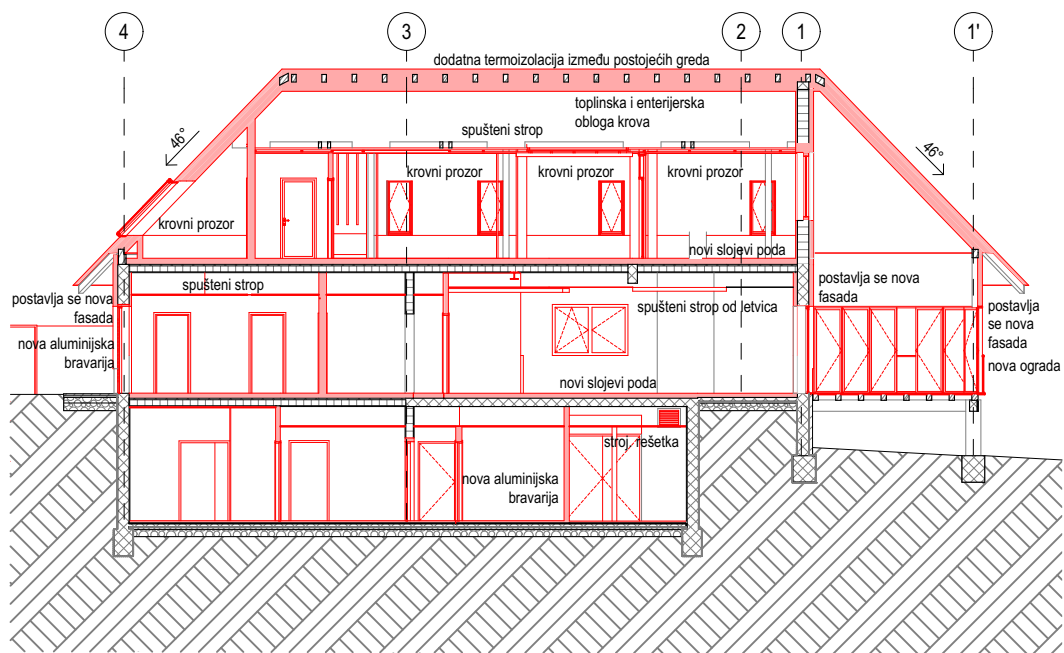 4
3
2
1
1'
dodatna termoizolacija između postojećih greda
toplinska i enterijerska
obloga krova
spušteni strop
46°
46°
krovni prozor
krovni prozor
krovni prozor
krovni prozor
novi slojevi poda
spušteni strop
postavlja se nova
fasada
nova aluminijska
bravarija
spušteni strop od letvica
postavlja se nova
fasada
postavlja
se nova
fasada
nova ograda
novi slojevi poda
stroj. rešetka
nova aluminijska
bravarija